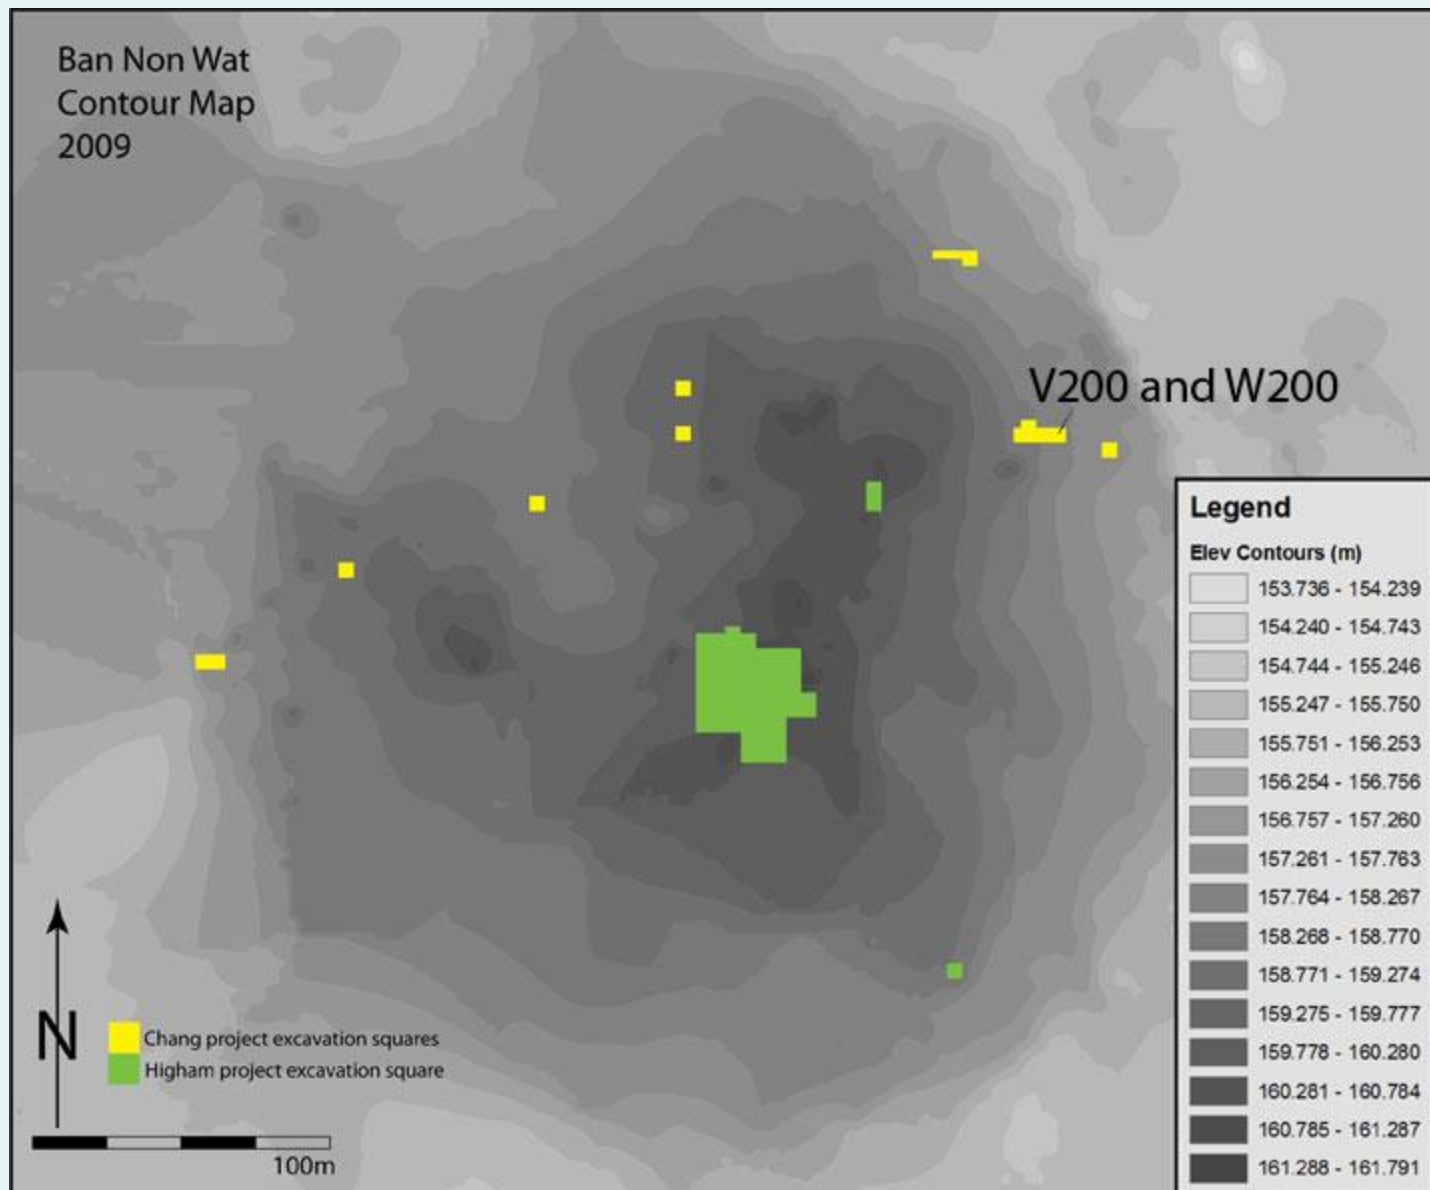 Ban Non Wat
Contour Map
2009
V200 and W200
Legend
Elev Contours (m)
153.736 - 154.239
154.240 - 154.743
154.744 - 155.246
155.247 - 155.750
155.751 - 156.253
156.254 - 156.756
156.757 - 157.260
157.261 - 157.763
157.764 - 158.267
158.268 - 158.770
158.771 - 159.274
159.275 - 159.777
159.778 - 160.280
160.281 - 160.784
160.785 - 161.287
161.288 - 161.791
N
Chang project excavation squares
Higham project excavation square
100m